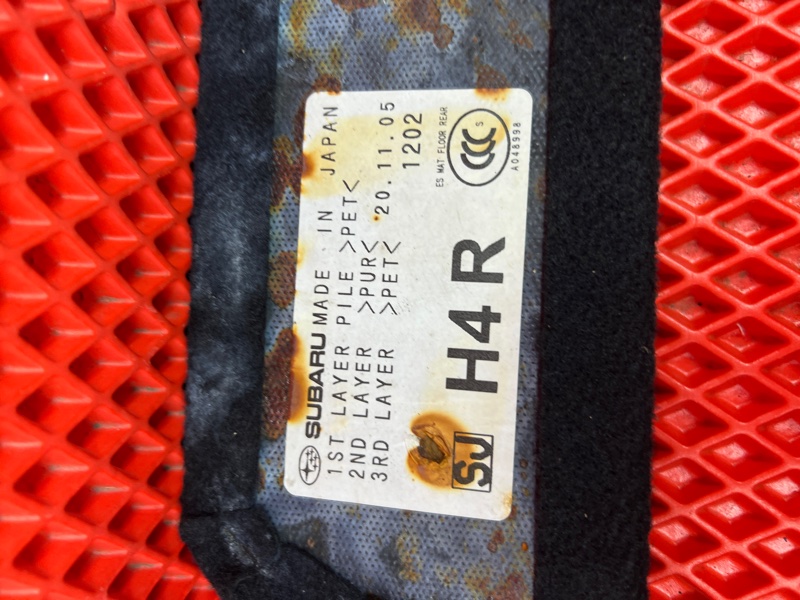 SUBARU MADE IN JAPAN
1ST LAYER PILE >PET<
2ND LAYER >PUR< 20.11.05
3RD LAYER >PET< 1202
ES MAT FLOOR REAR
SJ H4R
CCC S
A048998